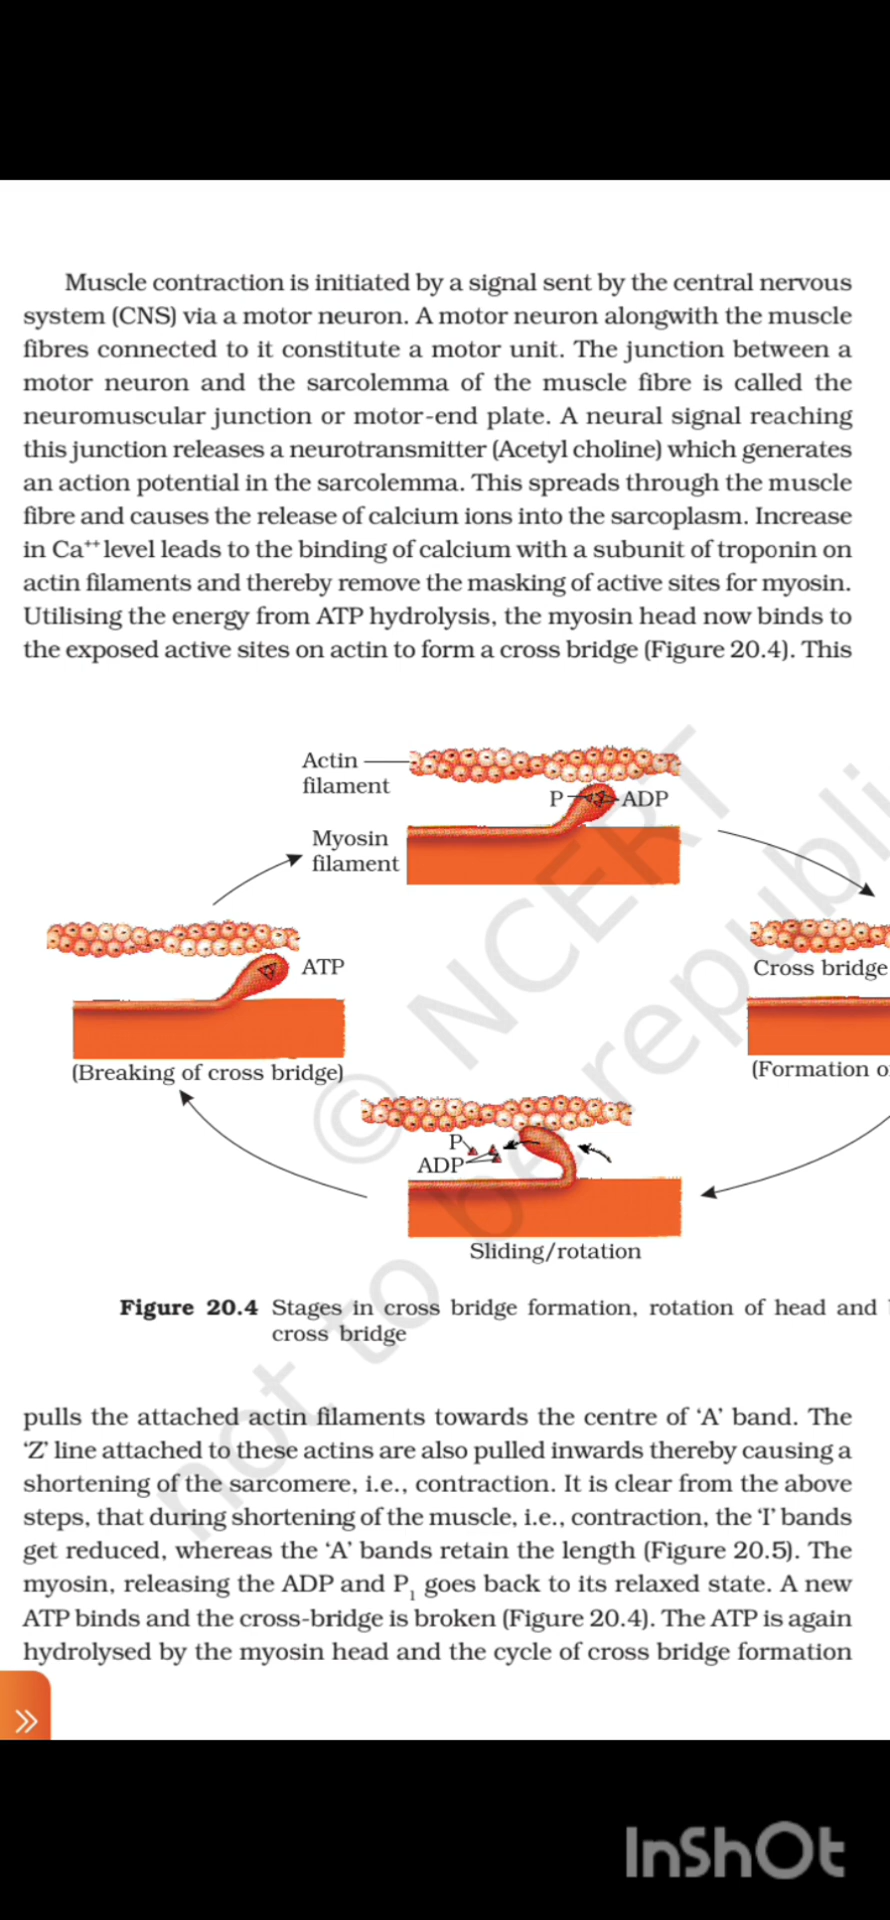 Muscle contraction is initiated by a signal sent by the central nervous
system (CNS) via a motor neuron. A motor neuron alongwith the muscle
fibres connected to it constitute a motor unit. The junction between a
motor neuron and the sarcolemma of the muscle fibre is called the
neuromuscular junction or motor-end plate. A neural signal reaching
this junction releases a neurotransmitter (Acetyl choline) which generates
an action potential in the sarcolemma. This spreads through the muscle
fibre and causes the release of calcium ions into the sarcoplasm. Increase
in Ca⁺⁺ level leads to the binding of calcium with a subunit of troponin on
actin filaments and thereby remove the masking of active sites for myosin.
Utilising the energy from ATP hydrolysis, the myosin head now binds to
the exposed active sites on actin to form a cross bridge (Figure 20.4). This
Actin
filament
P ADP
Myosin
filament
ATP
Cross bridge
(Breaking of cross bridge)
(Formation o
P
ADP
Sliding/rotation
© NCERT
not to be republi
Figure 20.4 Stages in cross bridge formation, rotation of head and
cross bridge
pulls the attached actin filaments towards the centre of ‘A’ band. The
‘Z’ line attached to these actins are also pulled inwards thereby causing a
shortening of the sarcomere, i.e., contraction. It is clear from the above
steps, that during shortening of the muscle, i.e., contraction, the ‘I’ bands
get reduced, whereas the ‘A’ bands retain the length (Figure 20.5). The
myosin, releasing the ADP and P₁ goes back to its relaxed state. A new
ATP binds and the cross-bridge is broken (Figure 20.4). The ATP is again
hydrolysed by the myosin head and the cycle of cross bridge formation
InShOt